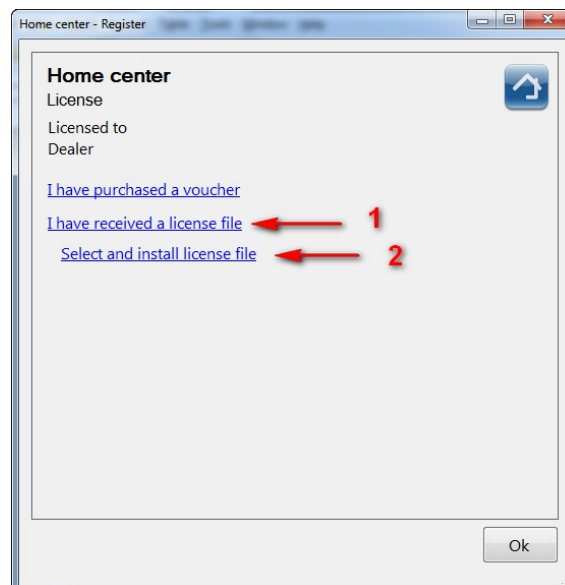 Home center - Register
Home center
License
Licensed to
Dealer
I have purchased a voucher
I have received a license file
1
Select and install license file
2
Ok